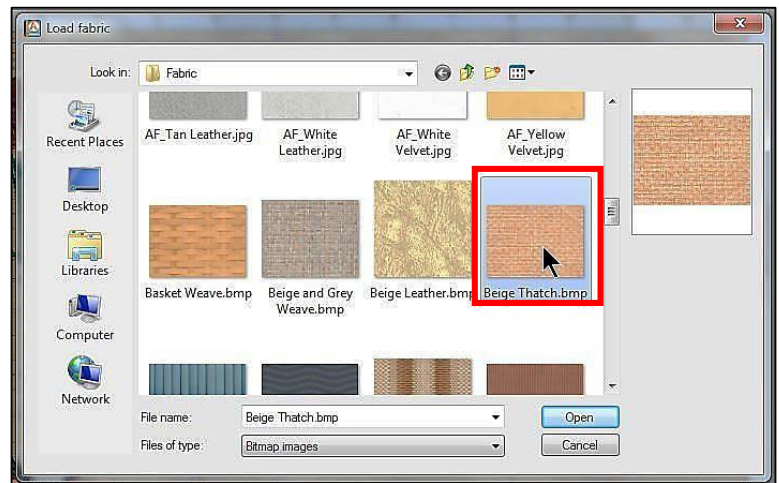 Load fabric
Look in:
Fabric
Recent Places
Desktop
Libraries
Computer
Network
AF_Tan Leather.jpg
AF_White
Leather.jpg
AF_White
Velvet.jpg
AF_Yellow
Velvet.jpg
Basket Weave.bmp
Beige and Grey
Weave.bmp
Beige Leather.bmp
Beige Thatch.bmp
File name:
Beige Thatch.bmp
Open
Files of type:
Bitmap images
Cancel